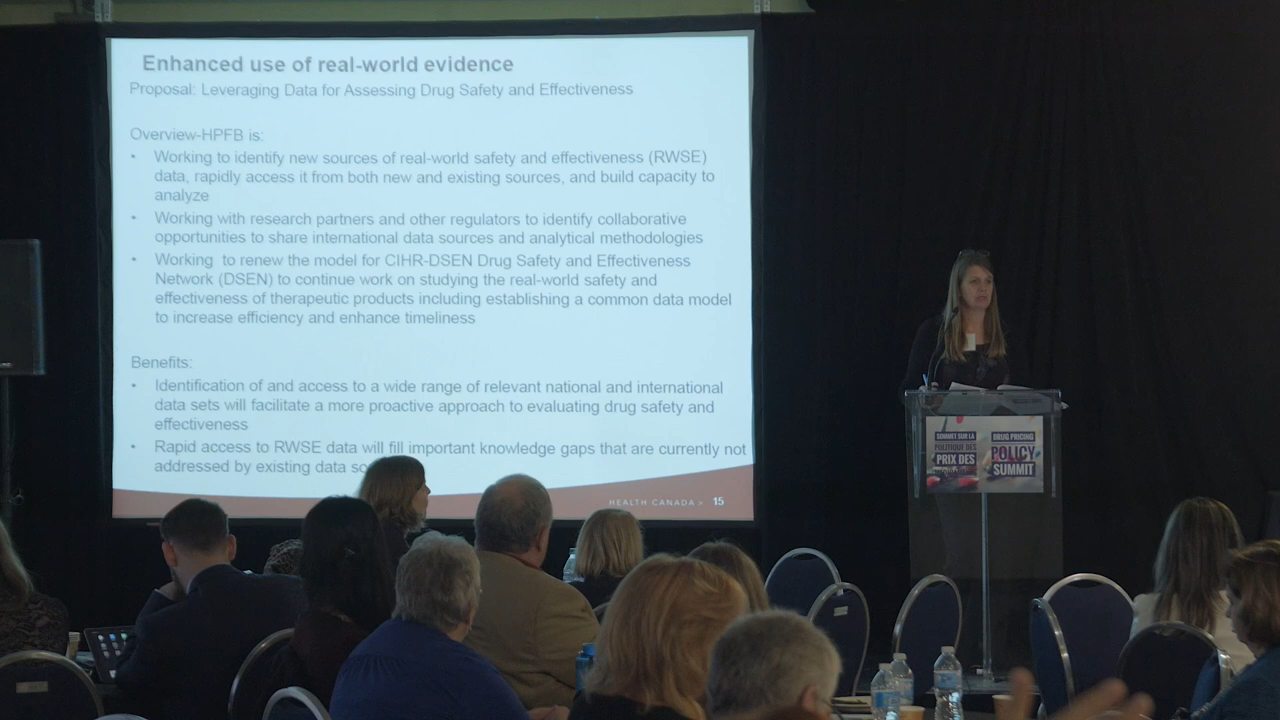 Enhanced use of real-world evidence
Proposal: Leveraging Data for Assessing Drug Safety and Effectiveness
Overview-HPFB is:
• Working to identify new sources of real-world safety and effectiveness (RWSE)
data, rapidly access it from both new and existing sources, and build capacity to
analyze
• Working with research partners and other regulators to identify collaborative
opportunities to share international data sources and analytical methodologies
• Working to renew the model for CIHR-DSEN Drug Safety and Effectiveness
Network (DSEN) to continue work on studying the real-world safety and
effectiveness of therapeutic products including establishing a common data model
to increase efficiency and enhance timeliness
Benefits:
• Identification of and access to a wide range of relevant national and international
data sets will facilitate a more proactive approach to evaluating drug safety and
effectiveness
• Rapid access to RWSE data will fill important knowledge gaps that are currently not
addressed by existing data
HEALTH CANADA > 15
SOMMET SUR LA
POLITIQUE DES
PRIX DES
DRUG PRICING
POLICY
SUMMIT